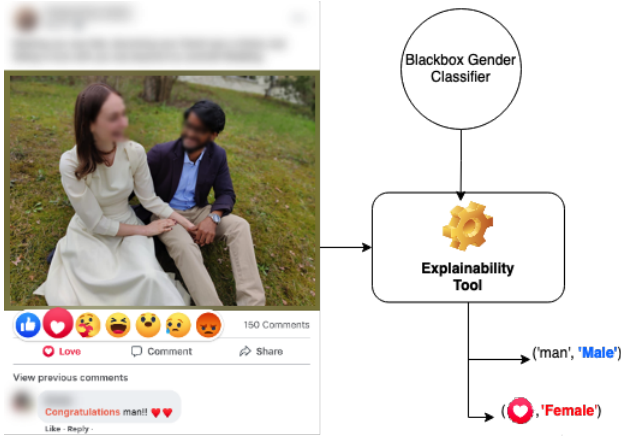 150 Comments
Love Comment Share
View previous comments
Congratulations man!!
Like · Reply ·
Blackbox Gender
Classifier
Explainability
Tool
('man', 'Male')
( , 'Female')